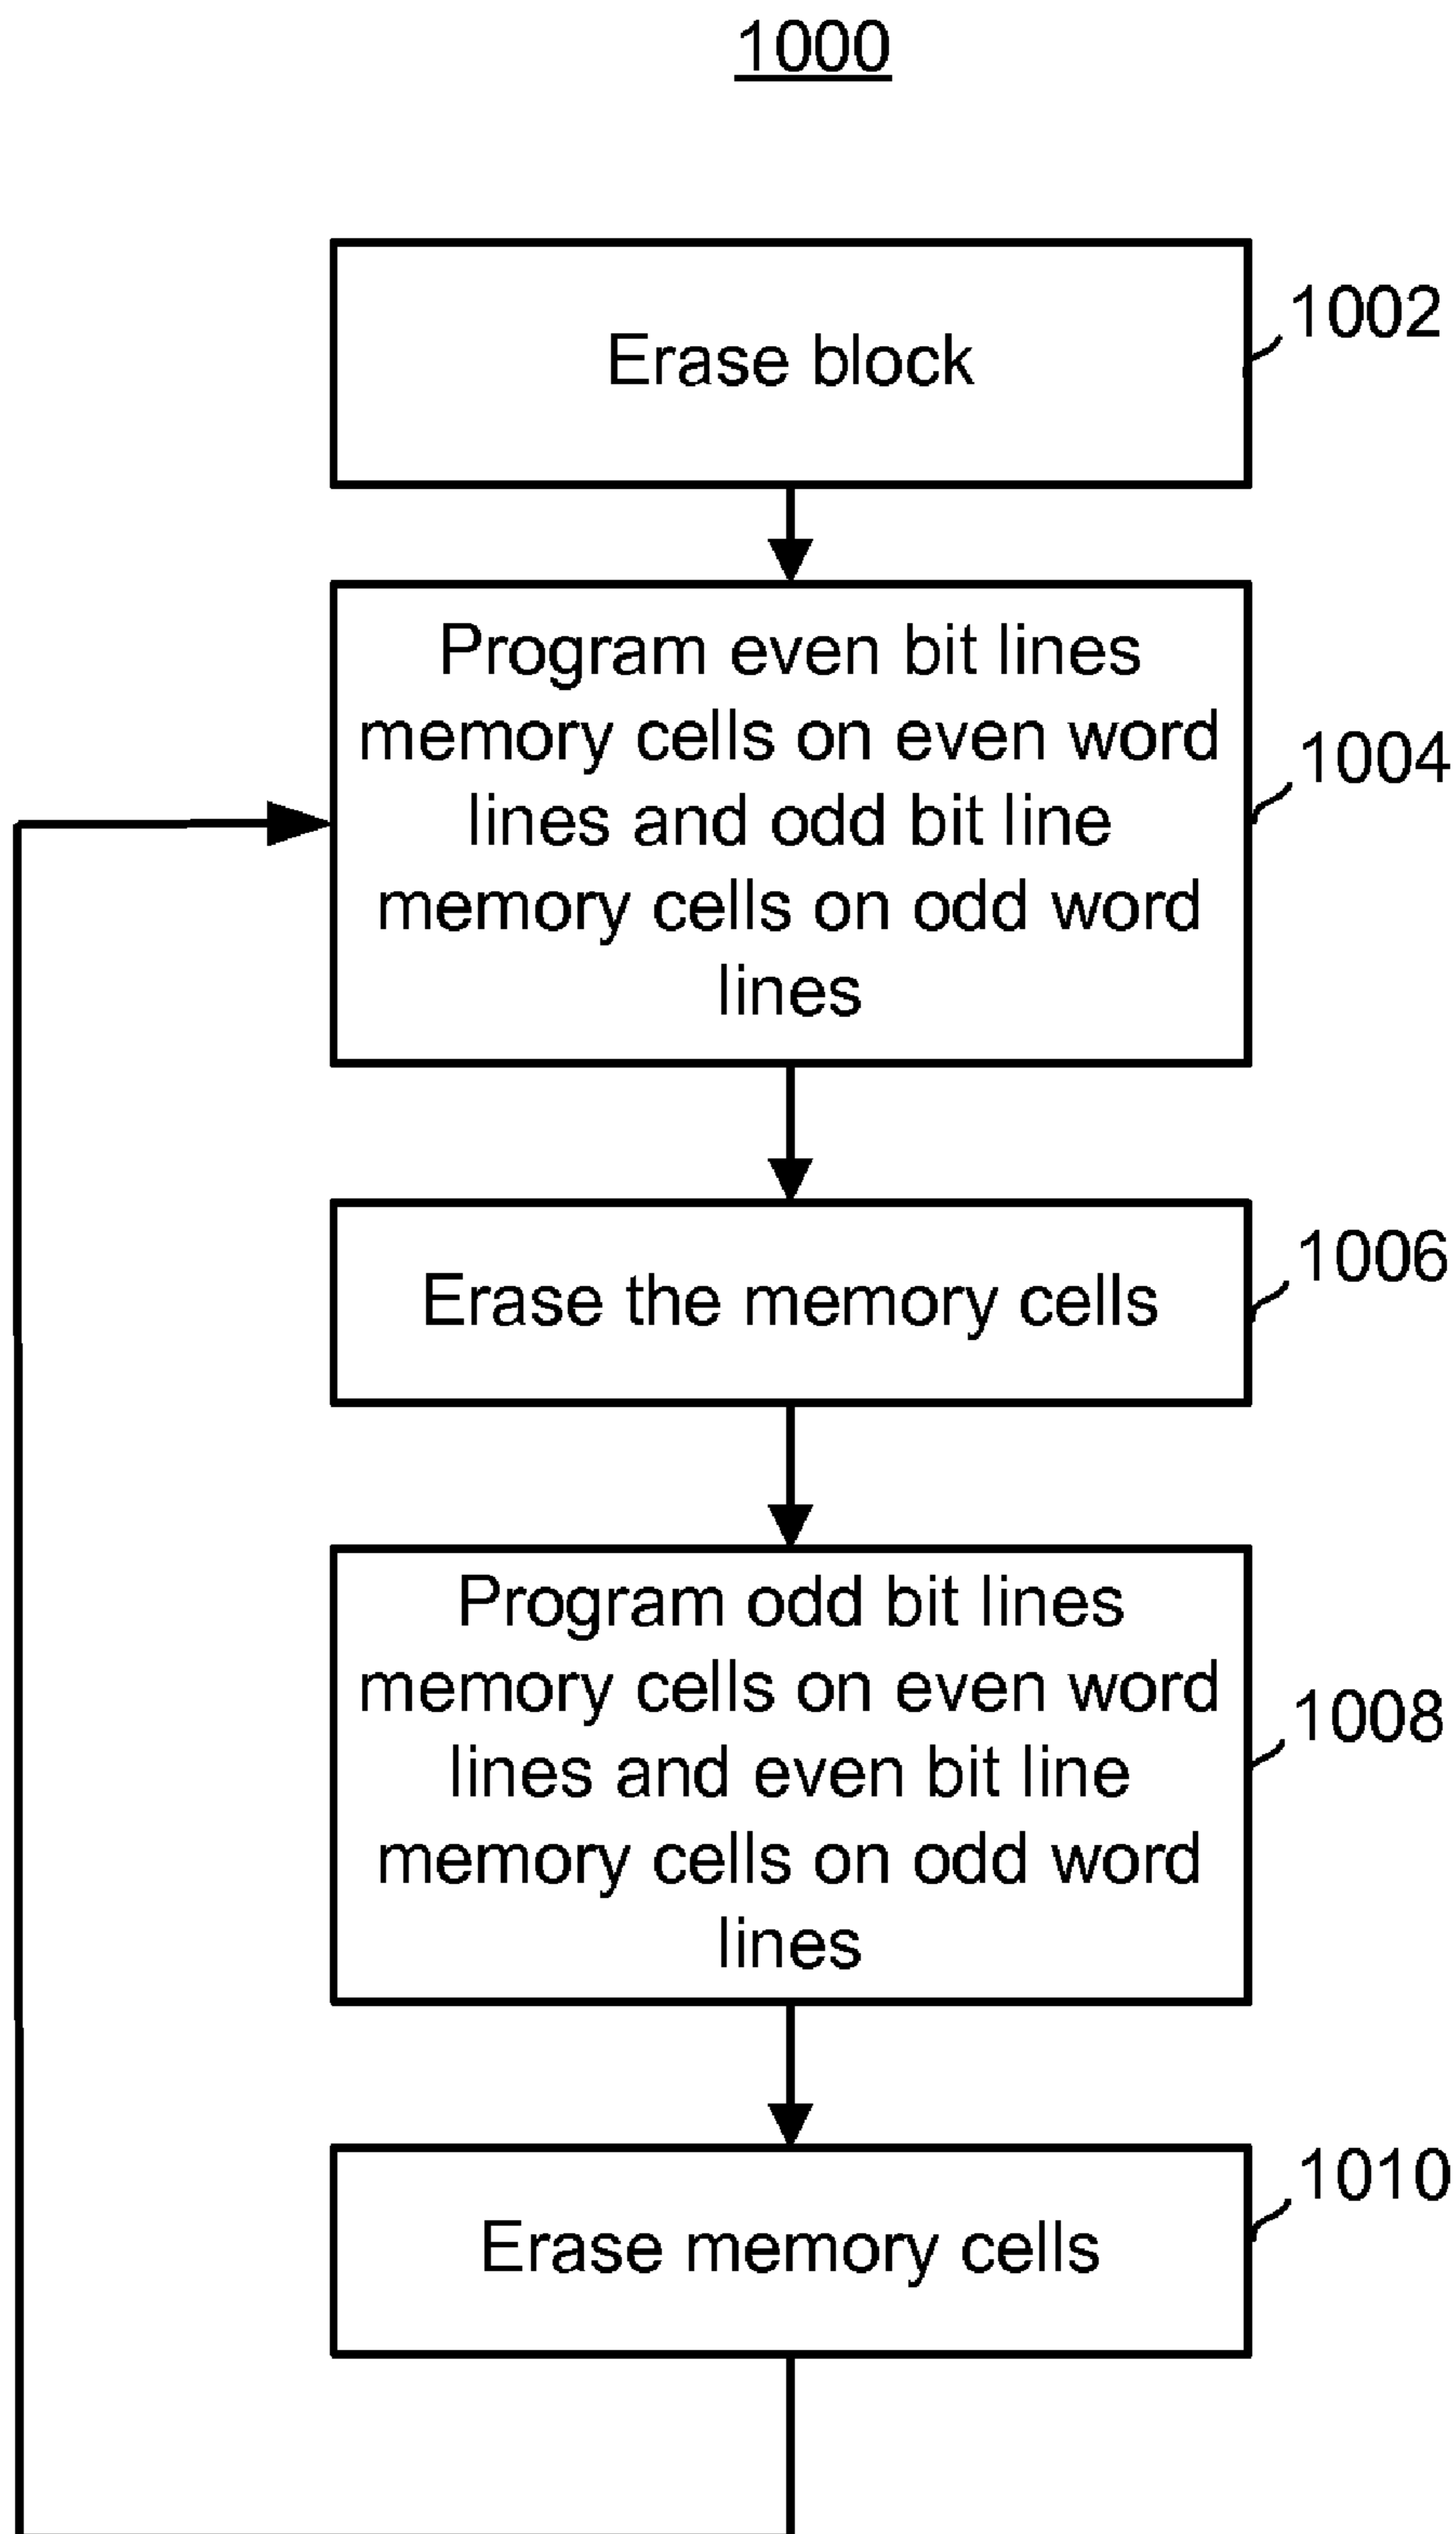 1000
Erase block
1002
Program even bit lines
memory cells on even word
lines and odd bit line
memory cells on odd word
lines
1004
Erase the memory cells
1006
Program odd bit lines
memory cells on even word
lines and even bit line
memory cells on odd word
lines
1008
Erase memory cells
1010